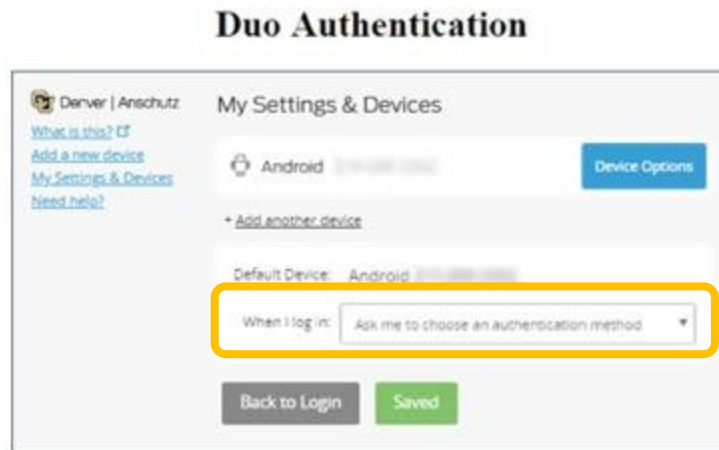 Duo Authentication
Denver | Anschutz
What is this?
Add a new device
My Settings & Devices
Need help?
My Settings & Devices
Android
Device Options
+ Add another device
Default Device: Android
When I log in: Ask me to choose an authentication method
Back to Login
Saved